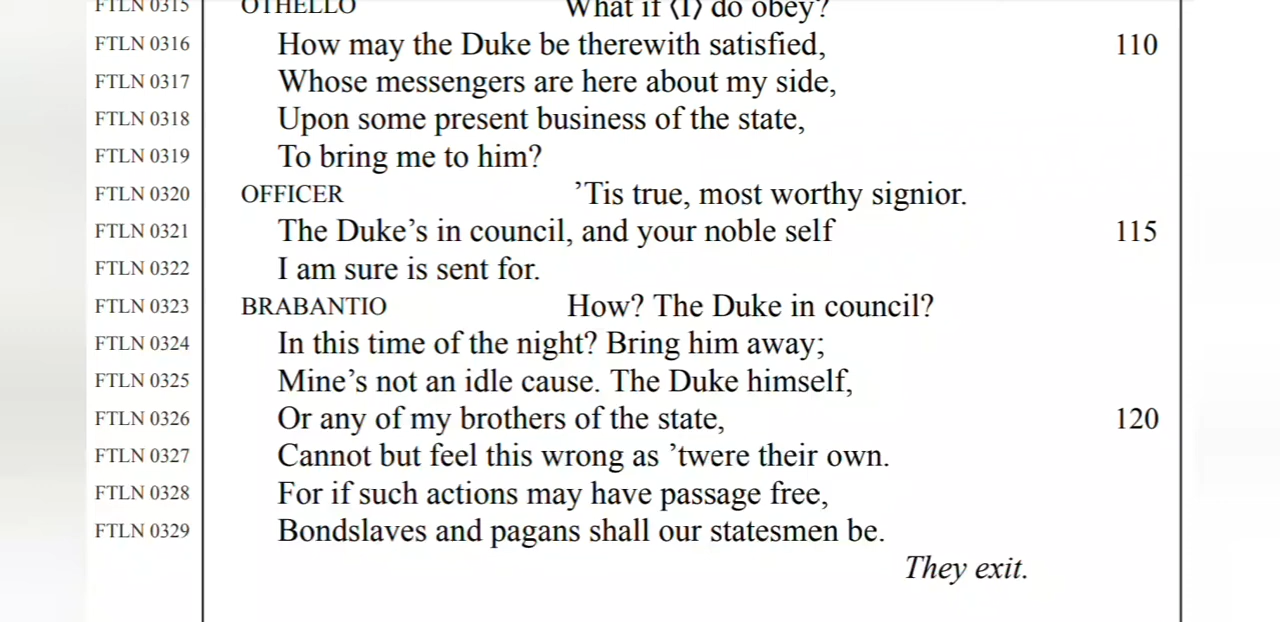 FTLN 0315 OTHELLO What if ⟨I⟩ do obey?
FTLN 0316 How may the Duke be therewith satisfied, 110
FTLN 0317 Whose messengers are here about my side,
FTLN 0318 Upon some present business of the state,
FTLN 0319 To bring me to him?
FTLN 0320 OFFICER ’Tis true, most worthy signior.
FTLN 0321 The Duke’s in council, and your noble self 115
FTLN 0322 I am sure is sent for.
FTLN 0323 BRABANTIO How? The Duke in council?
FTLN 0324 In this time of the night? Bring him away;
FTLN 0325 Mine’s not an idle cause. The Duke himself,
FTLN 0326 Or any of my brothers of the state, 120
FTLN 0327 Cannot but feel this wrong as ’twere their own.
FTLN 0328 For if such actions may have passage free,
FTLN 0329 Bondslaves and pagans shall our statesmen be.
They exit.